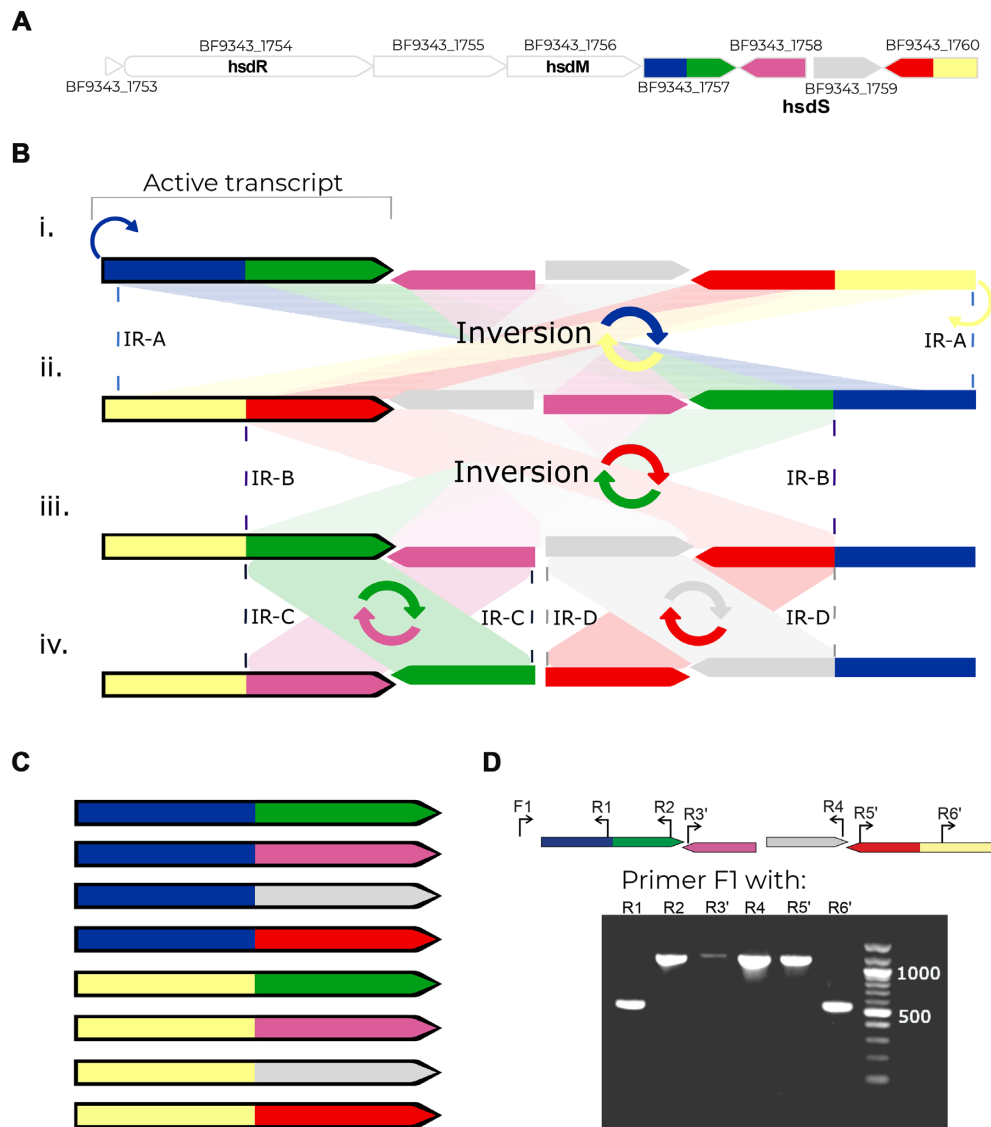 A
BF9343_1754
BF9343_1755
BF9343_1756
BF9343_1758
BF9343_1760
hsdR
hsdM
BF9343_1753
BF9343_1757
BF9343_1759
hsdS
B
Active transcript
i.
IR-A
Inversion
IR-A
ii.
IR-B
Inversion
IR-B
iii.
IR-C
IR-C
IR-D
IR-D
iv.
C
D
F1
R1
R2
R3'
R4
R5'
R6'
Primer F1 with:
R1 R2 R3' R4 R5' R6'
1000
500